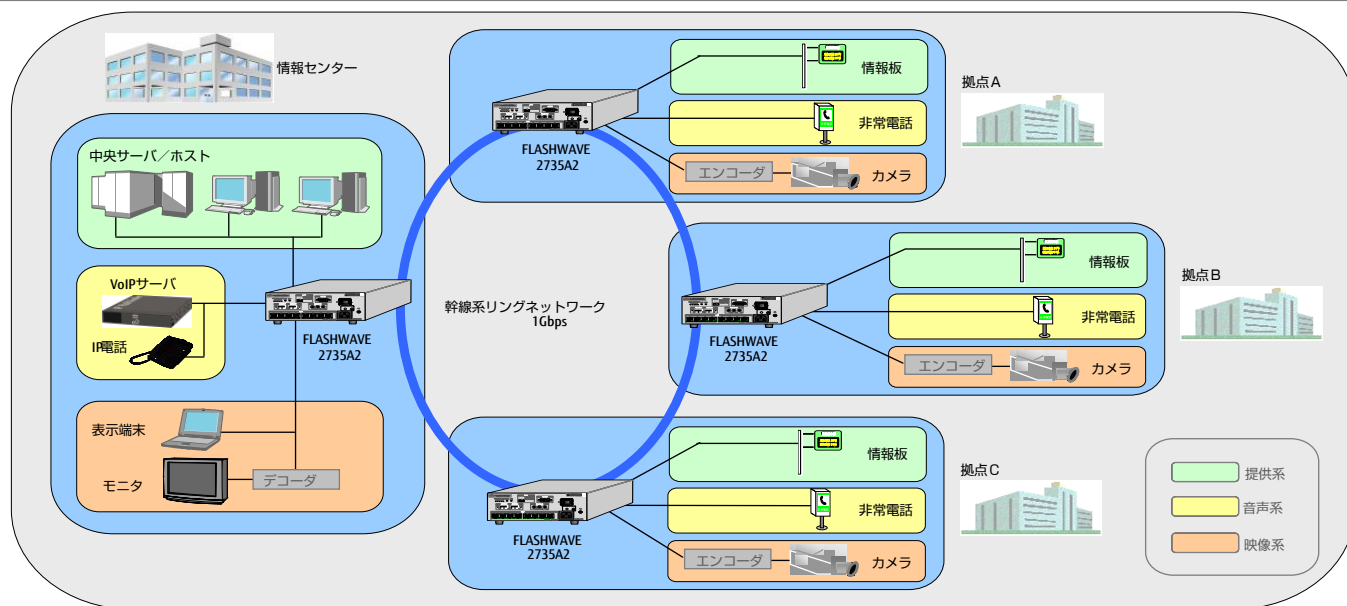 情報センター
中央サーバ／ホスト
VoIPサーバ
IP電話
FLASHWAVE
2735A2
表示端末
モニタ
デコーダ
幹線系リングネットワーク
1Gbps
FLASHWAVE
2735A2
情報板
非常電話
エンコーダ
カメラ
拠点A
FLASHWAVE
2735A2
情報板
非常電話
エンコーダ
カメラ
拠点B
FLASHWAVE
2735A2
情報板
非常電話
エンコーダ
カメラ
拠点C
提供系
音声系
映像系